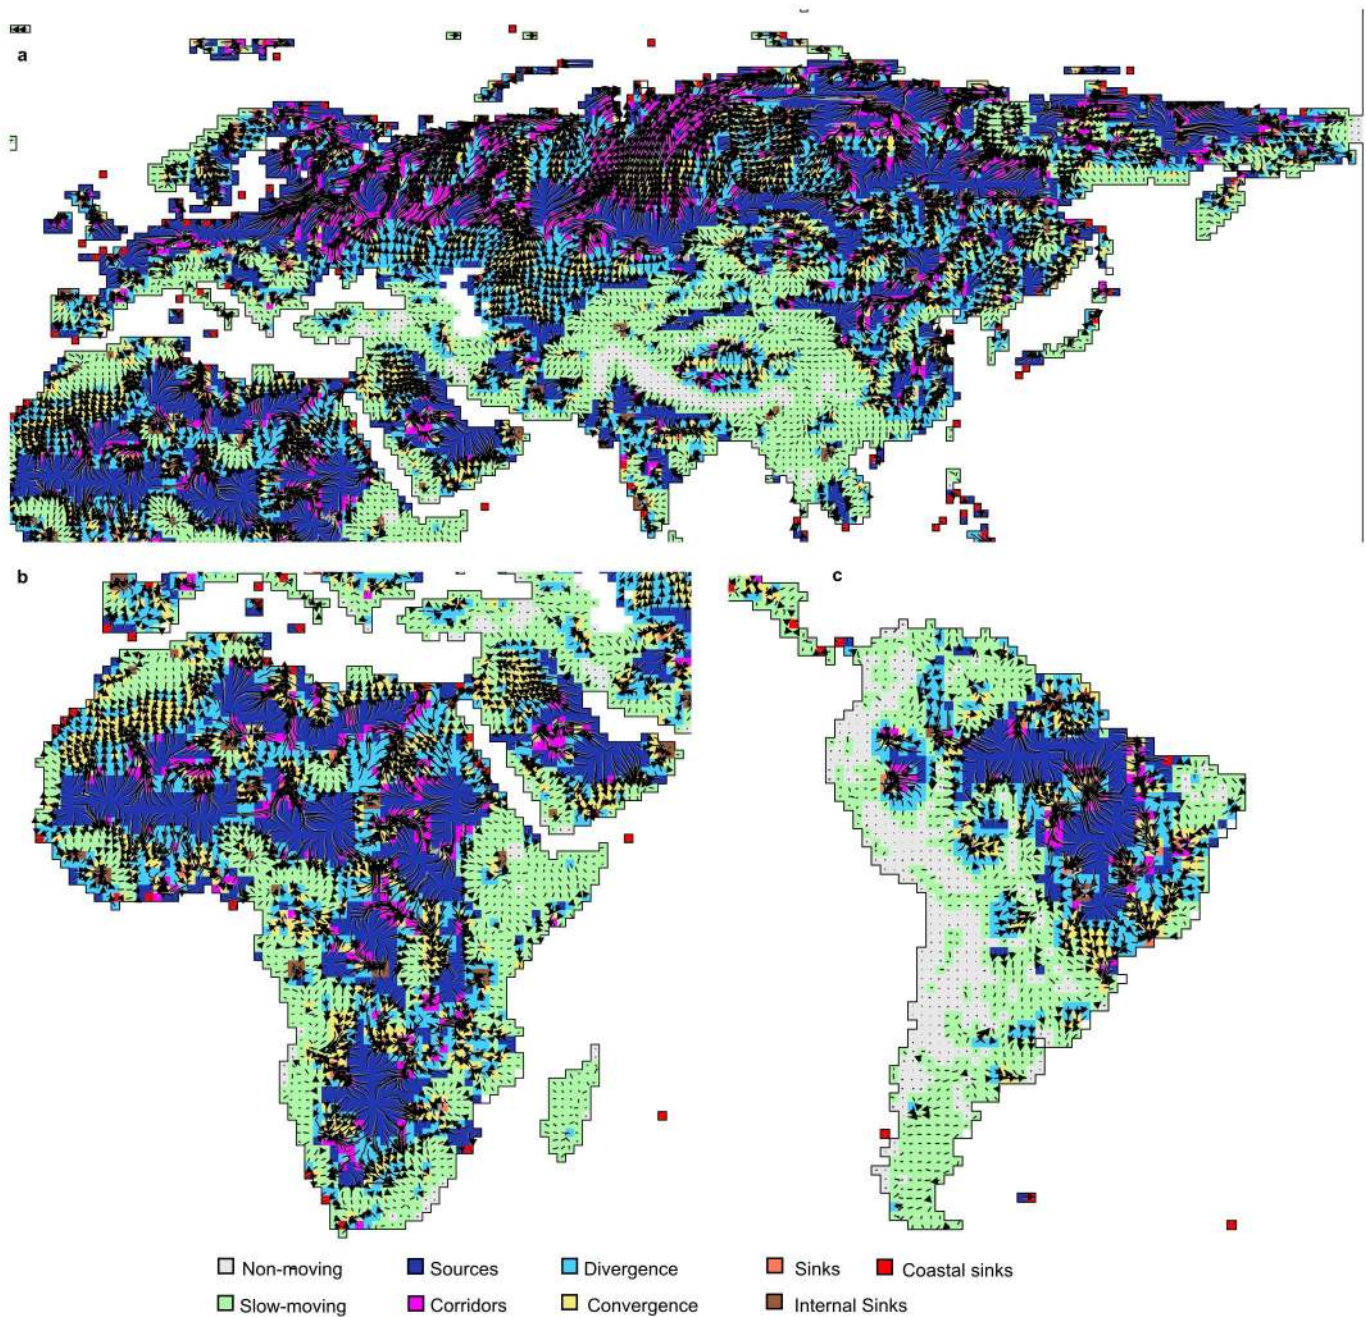 a
b
c
Non-moving
Sources
Divergence
Sinks
Coastal sinks
Slow-moving
Corridors
Convergence
Internal Sinks